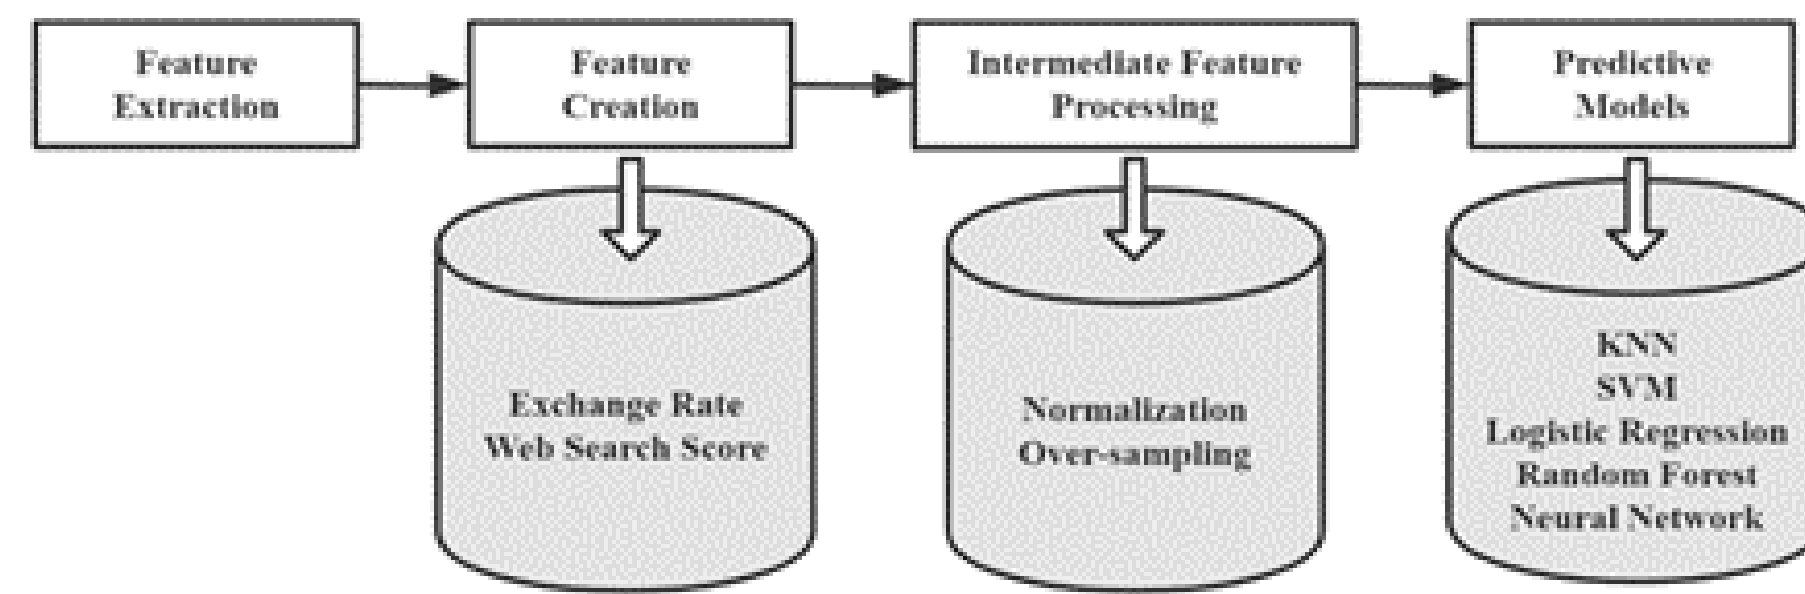 Feature
Extraction
Feature
Creation
Intermediate Feature
Processing
Predictive
Models
Exchange Rate
Web Search Score
Normalization
Over-sampling
KNN
SVM
Logistic Regression
Random Forest
Neural Network